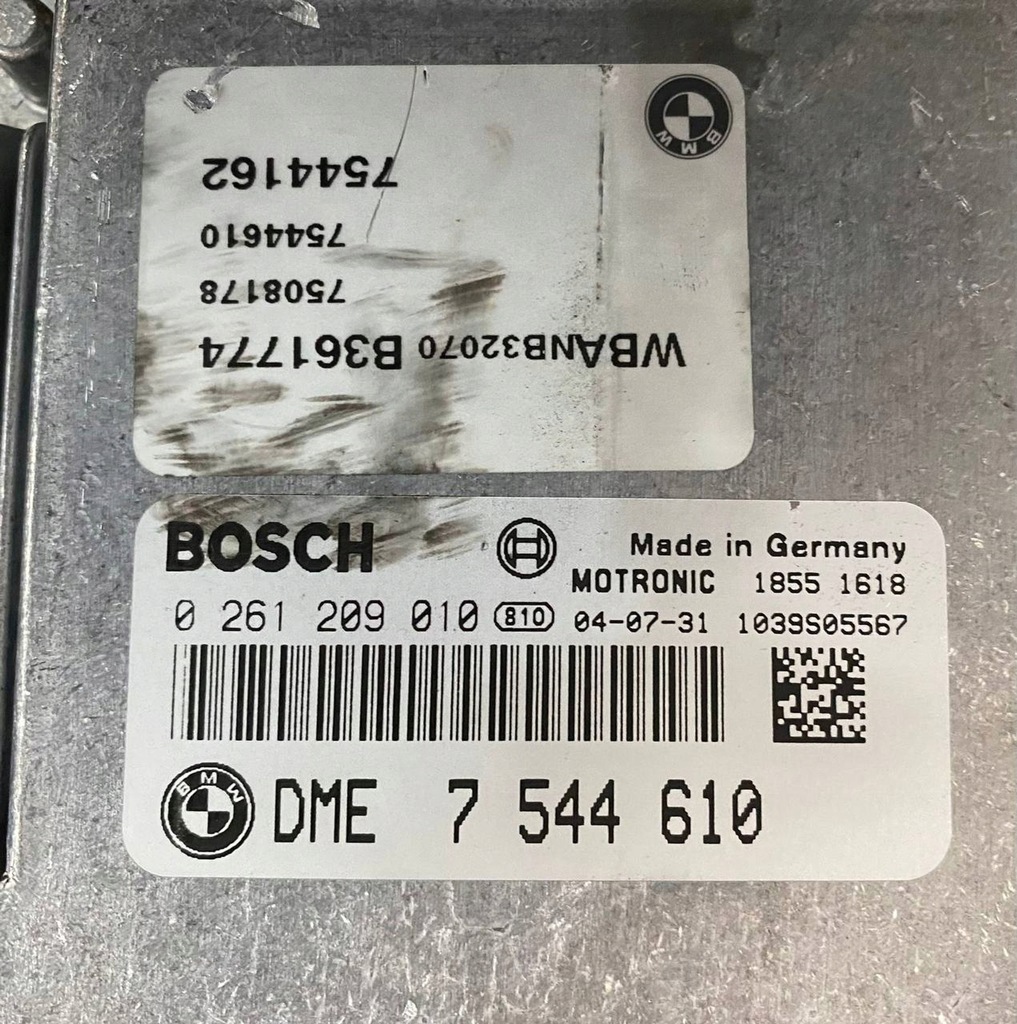 WBANB32070 B361774
7508178
7544610
7544162
BMW
BOSCH Made in Germany
MOTRONIC 1855 1618
0 261 209 010 810 04-07-31 1039S05567
BMW DME 7 544 610